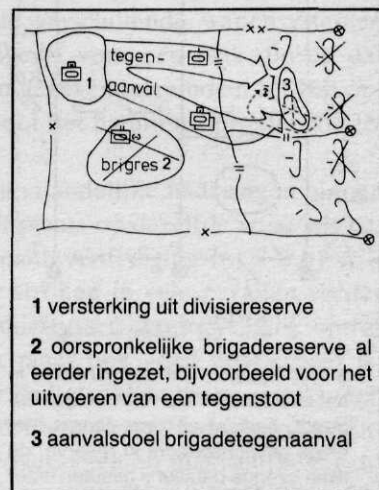 tegen-
1
aanval
3
brigres 2
1 versterking uit divisiereserve
2 oorspronkelijke brigadereserve al
eerder ingezet, bijvoorbeeld voor het
uitvoeren van een tegenstoot
3 aanvalsdoel brigadetegenaanval